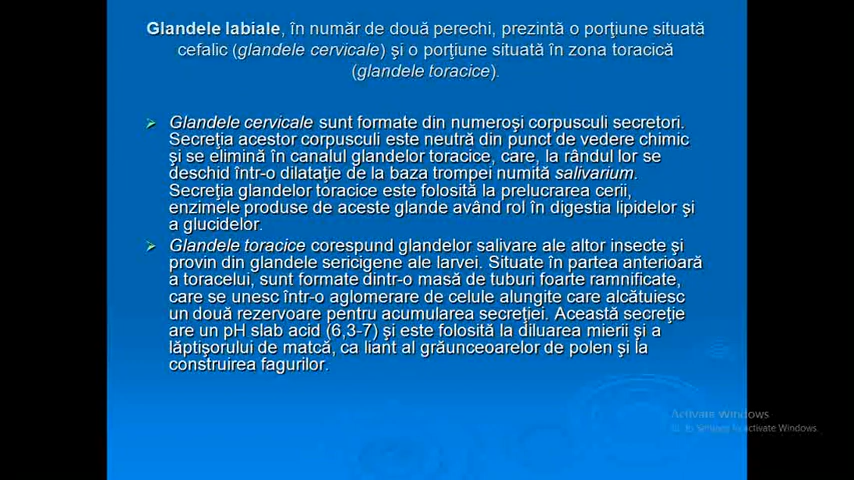 Glandele labiale, în număr de două perechi, prezintă o porţiune situată
cefalic (glandele cervicale) şi o porţiune situată în zona toracică
(glandele toracice).
Glandele cervicale sunt formate din numeroşi corpusculi secretori.
Secreţia acestor corpusculi este neutră din punct de vedere chimic
şi se elimină în canalul glandelor toracice, care, la rândul lor se
deschid într-o dilataţie de la baza trompei numită salivarium.
Secreţia glandelor toracice este folosită la prelucrarea cerii,
enzimele produse de aceste glande având rol în digestia lipidelor şi
a glucidelor.
Glandele toracice corespund glandelor salivare ale altor insecte şi
provin din glandele sericigene ale larvei. Situate în partea anterioară
a toracelui, sunt formate dintr-o masă de tuburi foarte ramnificate,
care se unesc într-o aglomerare de celule alungite care alcătuiesc
un două rezervoare pentru acumularea secreţiei. Această secreţie
are un pH slab acid (6,3-7) şi este folosită la diluarea mierii şi a
lăptişorului de matcă, ca liant al grăunceoarelor de polen şi la
construirea fagurilor.
Activate Windows
to activate Windows.